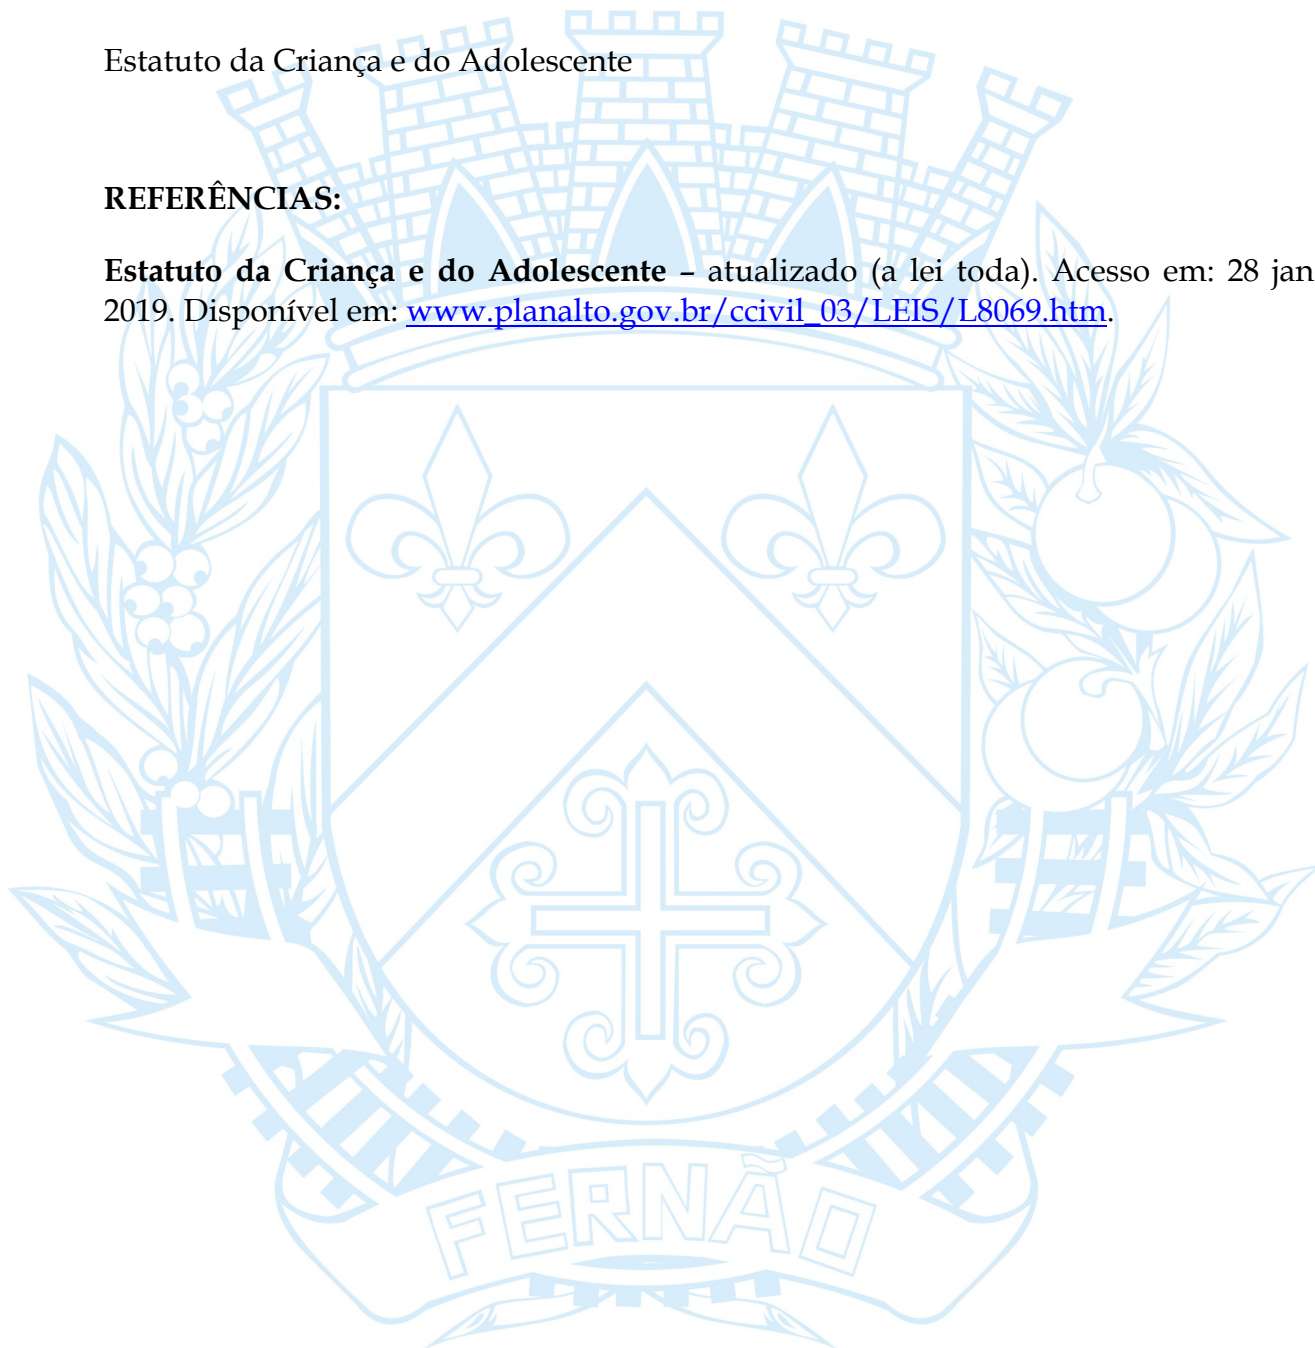 Estatuto da Criança e do Adolescente
REFERÊNCIAS:
Estatuto da Criança e do Adolescente – atualizado (a lei toda). Acesso em: 28 jan
2019. Disponível em: www.planalto.gov.br/ccivil_03/LEIS/L8069.htm.
FERNÃO